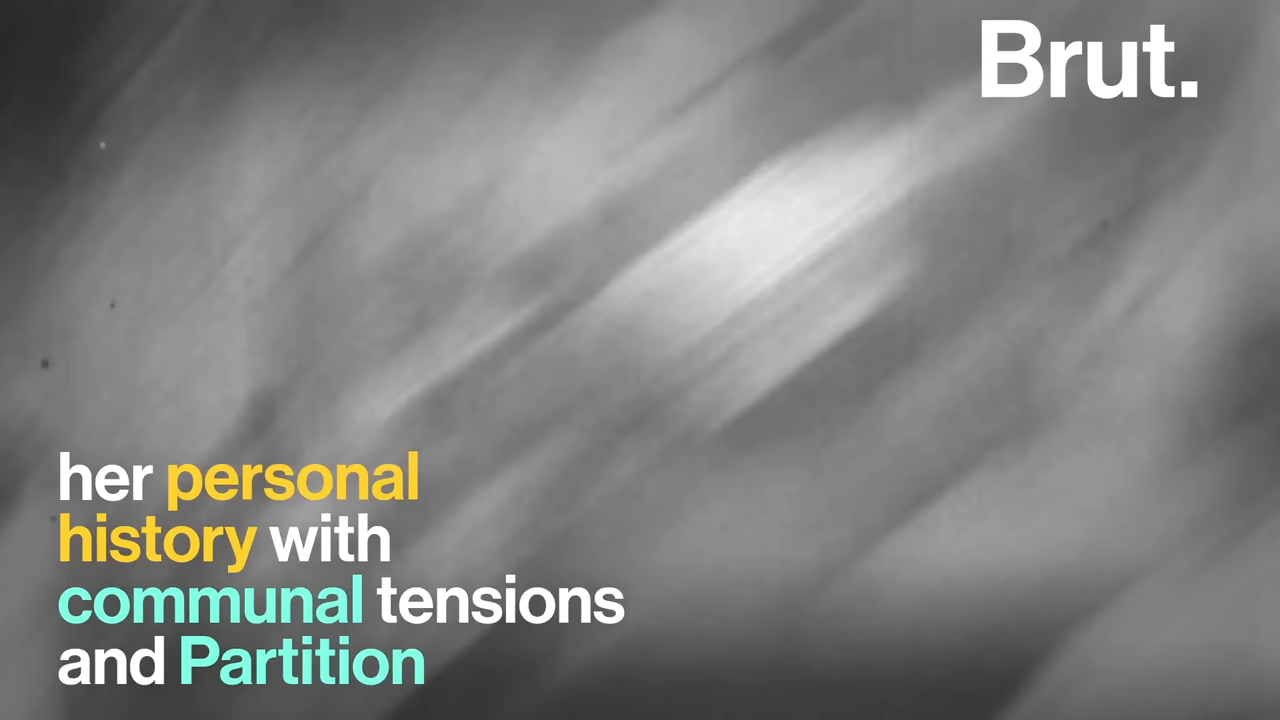 Brut.
her personal
history with
communal tensions
and Partition